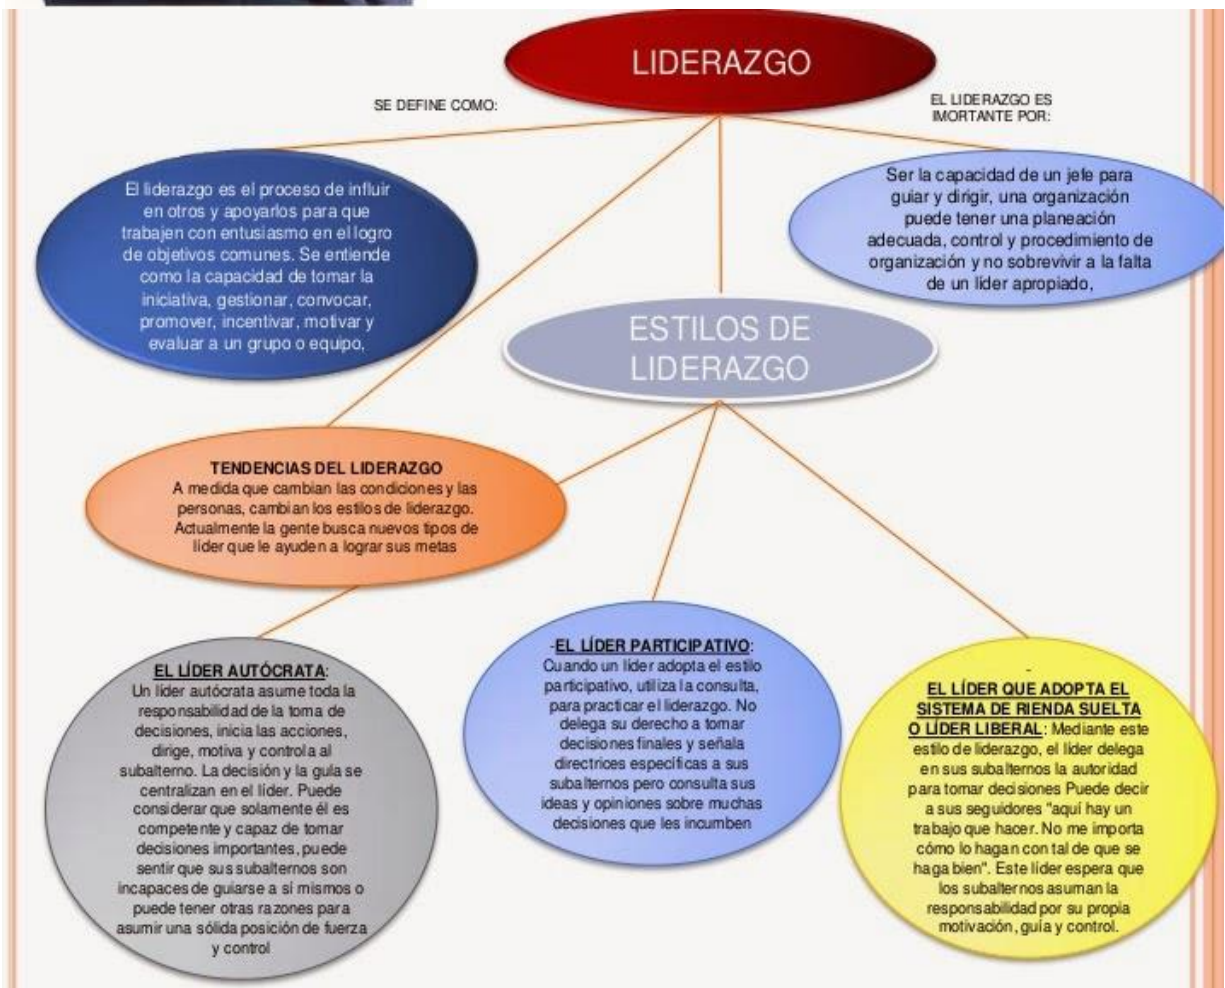 LIDERAZGO
SE DEFINE COMO:
EL LIDERAZGO ES
IMORTANTE POR:
El liderazgo es el proceso de influir
en otros y apoyarlos para que
trabajen con entusiasmo en el logro
de objetivos comunes. Se entiende
como la capacidad de tomar la
iniciativa, gestionar, convocar,
promover, incentivar, motivar y
evaluar a un grupo o equipo,
Ser la capacidad de un jefe para
guiar y dirigir, una organización
puede tener una planeación
adecuada, control y procedimiento de
organización y no sobrevivir a la falta
de un líder apropiado,
ESTILOS DE
LIDERAZGO
TENDENCIAS DEL LIDERAZGO
A medida que cambian las condiciones y las
personas, cambian los estilos de liderazgo.
Actualmente la gente busca nuevos tipos de
líder que le ayuden a lograr sus metas
EL LÍDER AUTÓCRATA:
Un líder autócrata asume toda la
responsabilidad de la toma de
decisiones, inicia las acciones,
dirige, motiva y controla al
subalterno. La decisión y la guía se
centralizan en el líder. Puede
considerar que solamente él es
competente y capaz de tomar
decisiones importantes, puede
sentir que sus subalternos son
incapaces de guiarse a sí mismos o
puede tener otras razones para
asumir una sólida posición de fuerza
y control
-EL LÍDER PARTICIPATIVO:
Cuando un líder adopta el estilo
participativo, utiliza la consulta,
para practicar el liderazgo. No
delega su derecho a tomar
decisiones finales y señala
directrices específicas a sus
subalternos pero consulta sus
ideas y opiniones sobre muchas
decisiones que les incumben
-
EL LÍDER QUE ADOPTA EL
SISTEMA DE RIENDA SUELTA
O LÍDER LIBERAL: Mediante este
estilo de liderazgo, el líder delega
en sus subalternos la autoridad
para tomar decisiones Puede decir
a sus seguidores "aquí hay un
trabajo que hacer. No me importa
cómo lo hagan con tal de que se
haga bien". Este líder espera que
los subalternos asuman la
responsabilidad por su propia
motivación, guía y control.